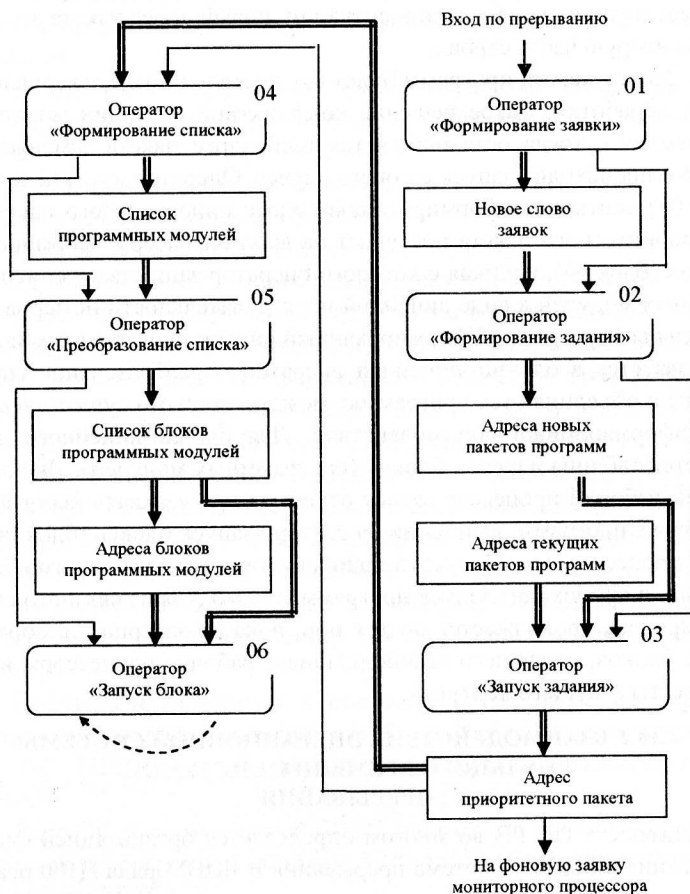 04
Оператор
«Формирование списка»
Список
программных модулей
05
Оператор
«Преобразование списка»
Список блоков
программных модулей
Адреса блоков
программных модулей
06
Оператор
«Запуск блока»
Вход по прерыванию
01
Оператор
«Формирование заявки»
Новое слово
заявок
02
Оператор
«Формирование задания»
Адреса новых
пакетов программ
Адреса текущих
пакетов программ
03
Оператор
«Запуск задания»
Адрес
приоритетного пакета
На фоновую заявку
мониторного процессора